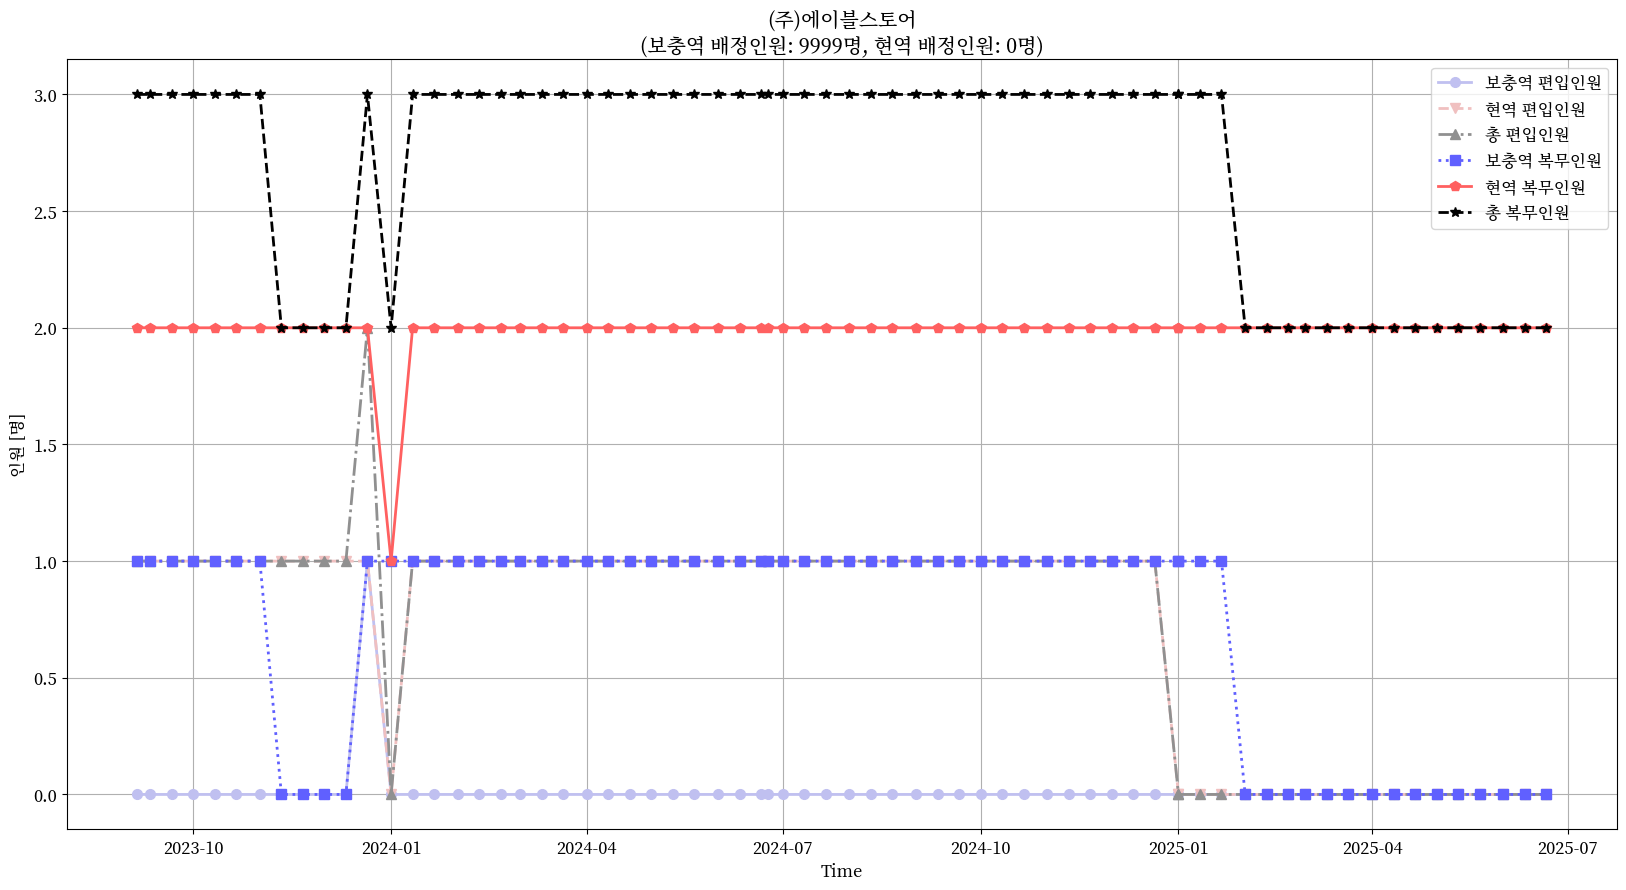 (주)에이블스토어
(보충역 배정인원: 9999명, 현역 배정인원: 0명)
3.0
2.5
2.0
1.5
1.0
0.5
0.0
인원 [명]
보충역 편입인원
현역 편입인원
총 편입인원
보충역 복무인원
현역 복무인원
총 복무인원
2023-10
2024-01
2024-04
2024-07
2024-10
2025-01
2025-04
2025-07
Time